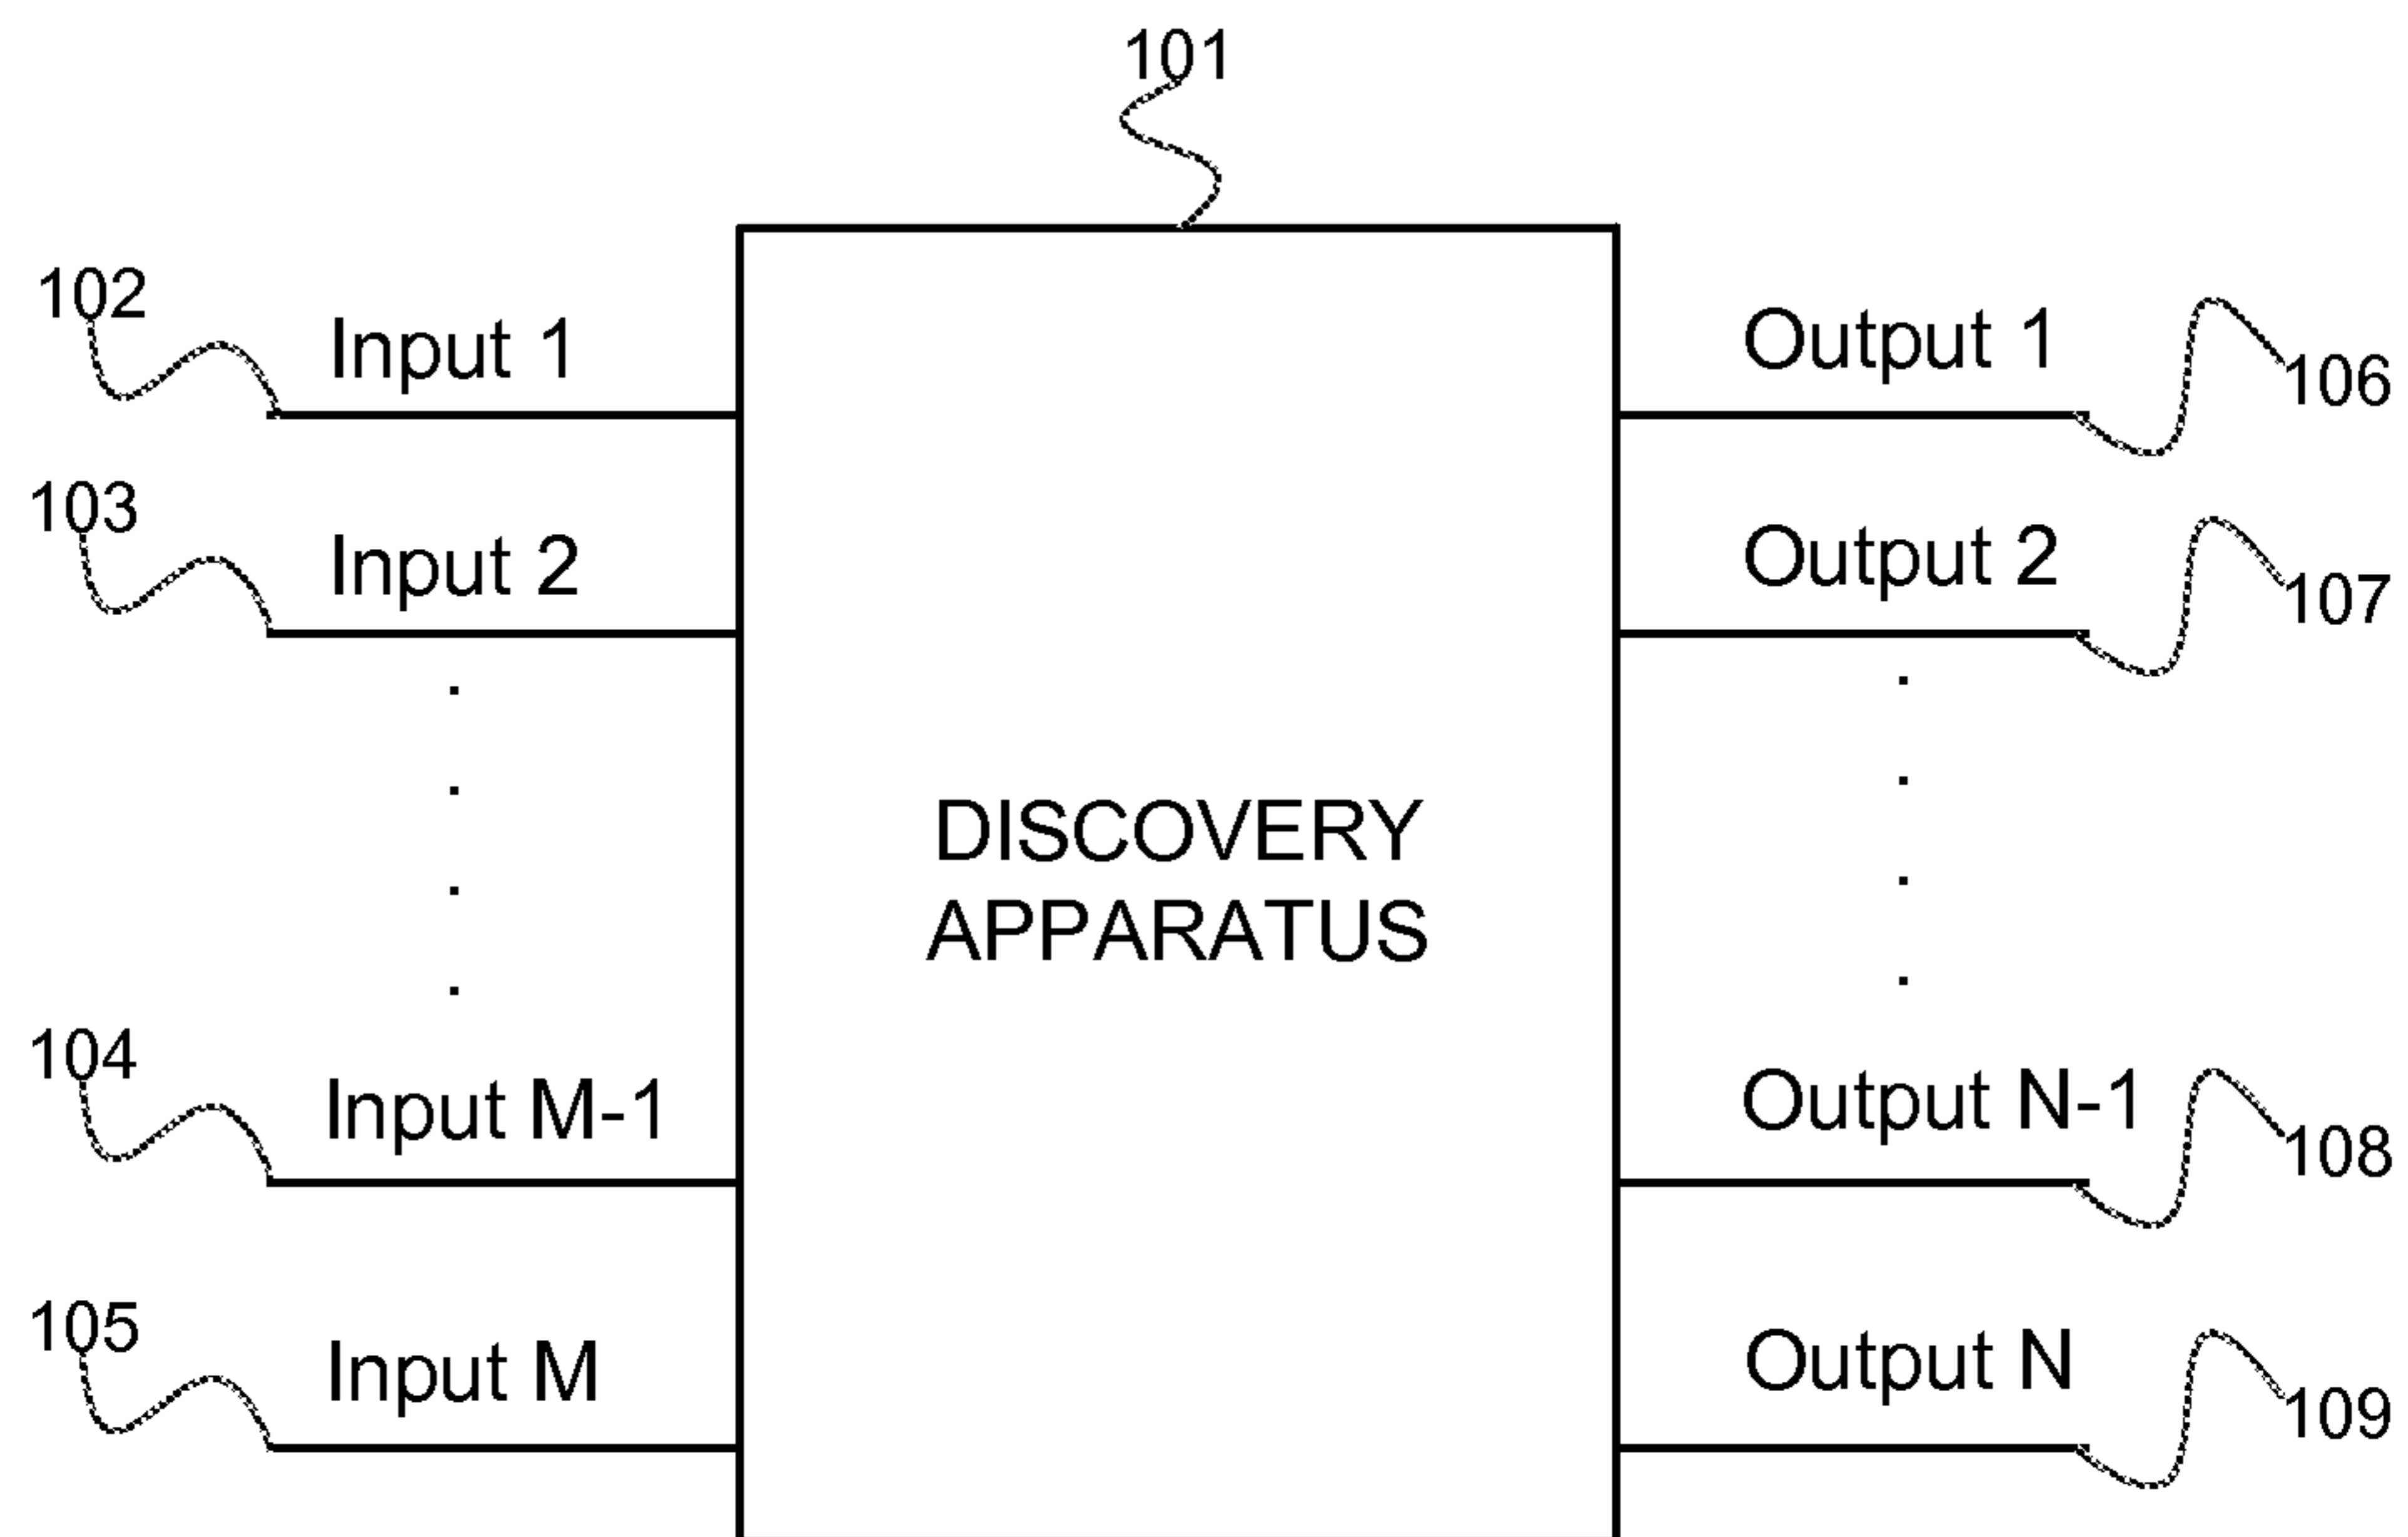 101
102
Input 1
Output 1
106
103
Input 2
Output 2
107
DISCOVERY
APPARATUS
104
Input M-1
Output N-1
108
105
Input M
Output N
109